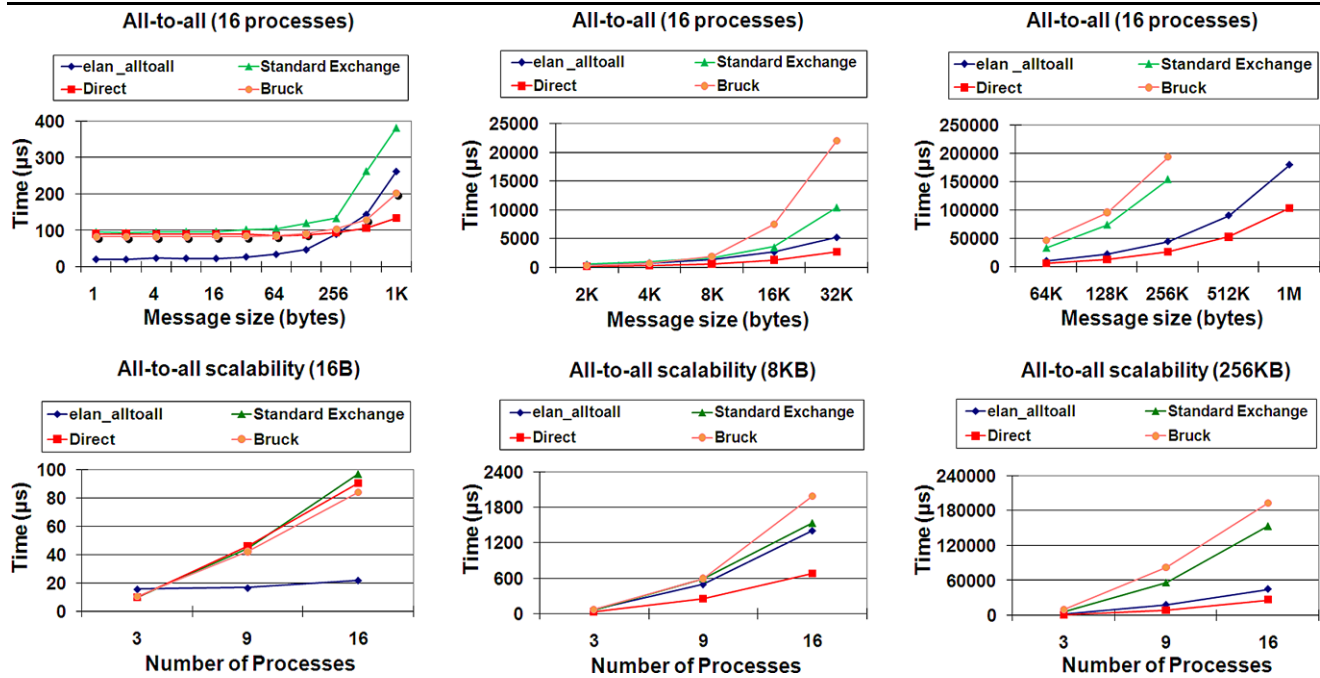 All-to-all (16 processes)
elan _alltoall
Standard Exchange
Direct
Bruck
Time (µs)
400
300
200
100
0
1 4 16 64 256 1K
Message size (bytes)
All-to-all (16 processes)
elan_alltoall
Standard Exchange
Direct
Bruck
Time (µs)
25000
20000
15000
10000
5000
0
2K 4K 8K 16K 32K
Message size (bytes)
All-to-all (16 processes)
elan _alltoall
Standard Exchange
Direct
Bruck
Time (µs)
250000
200000
150000
100000
50000
0
64K 128K 256K 512K 1M
Message size (bytes)
All-to-all scalability (16B)
elan_alltoall
Standard Exchange
Direct
Bruck
Time (µs)
100
80
60
40
20
0
3 9 16
Number of Processes
All-to-all scalability (8KB)
elan_alltoall
Standard Exchange
Direct
Bruck
Time (µs)
2400
1800
1200
600
0
3 9 16
Number of Processes
All-to-all scalability (256KB)
elan_alltoall
Standard Exchange
Direct
Bruck
Time (µs)
240000
180000
120000
60000
0
3 9 16
Number of Processes